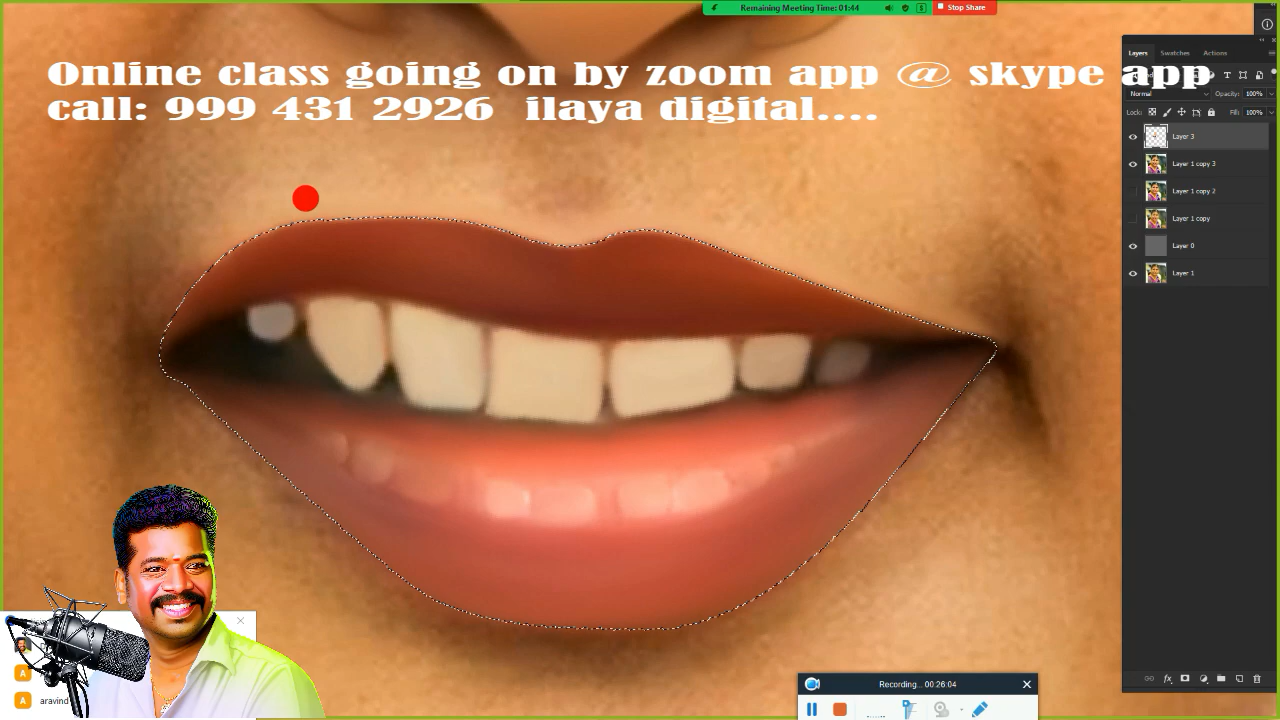 Remaining Meeting Time: 01:44
Stop Share
Online class going on by zoom app @ skype app
call: 999 431 2926 ilaya digital....
Layers Swatches Actions
Normal Opacity: 100%
Lock: Fill: 100%
Layer 3
Layer 1 copy 3
Layer 1 copy 2
Layer 1 copy
Layer 0
Layer 1
fx
A
A aravind
Recording... 00:26:04